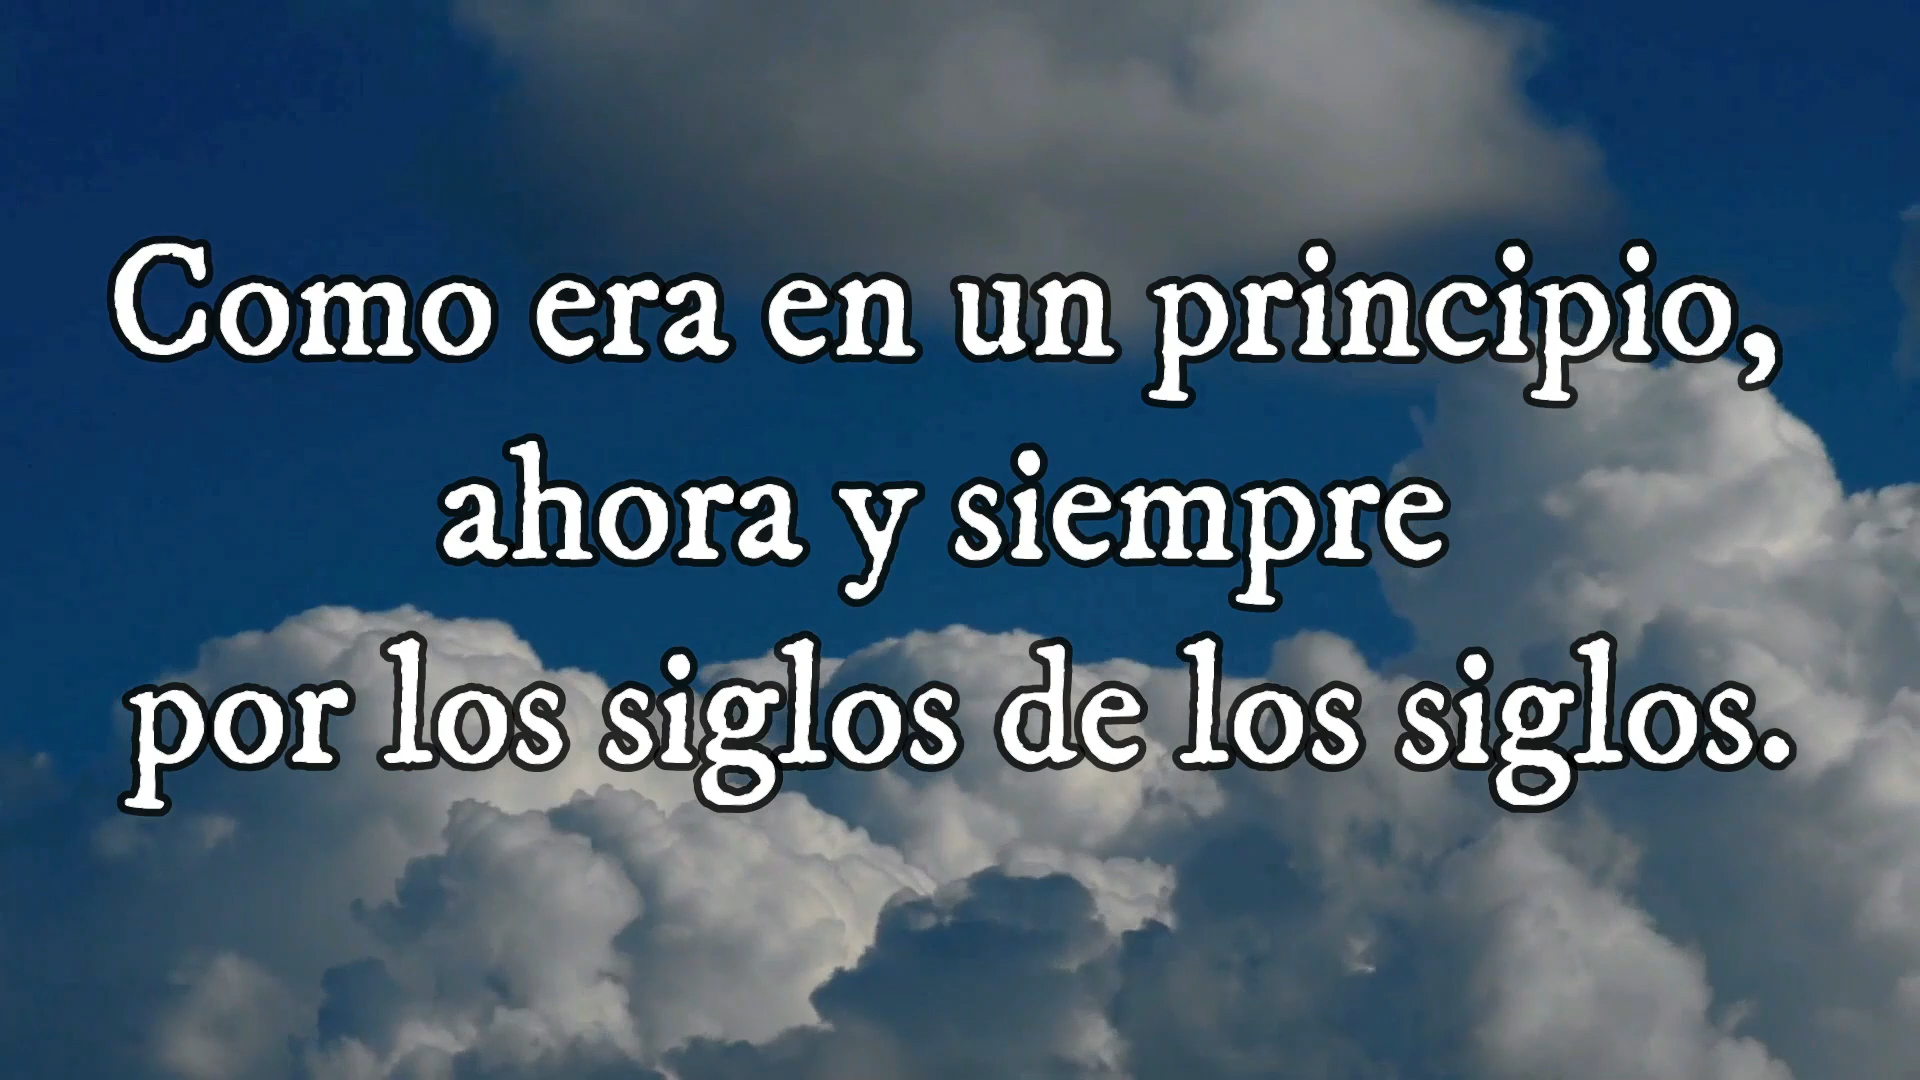 Como era en un principio,
ahora y siempre
por los siglos de los siglos.